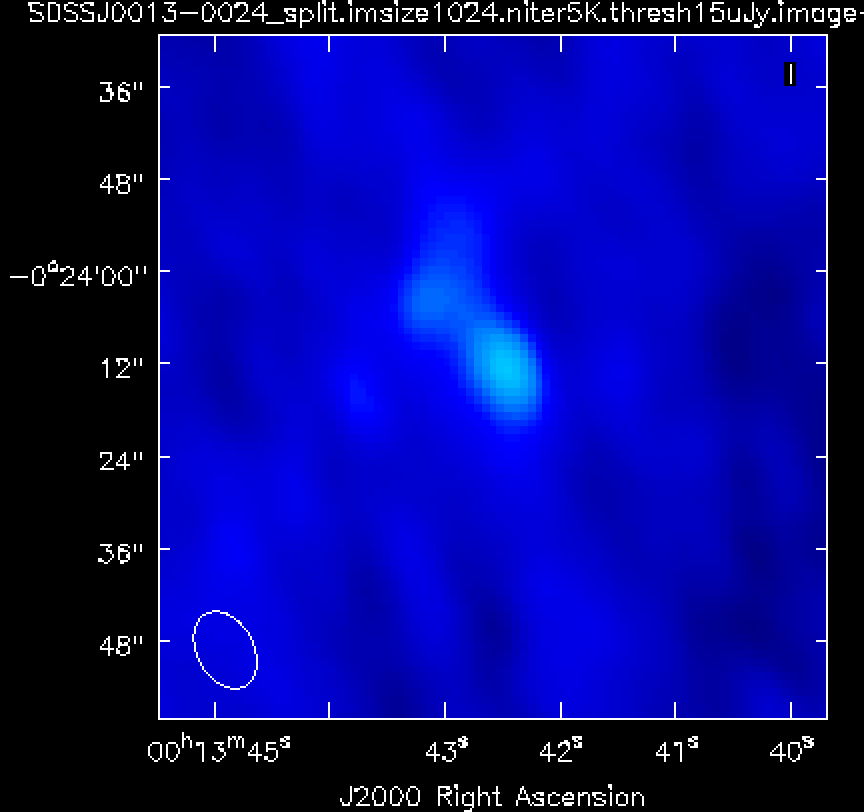 SDSSJ0013-0024_split.imsize1024.niter5K.thresh15uJy.image-
I
36"
48"
-0°24'00"
12"
24"
36"
48"
00ʰ13ᵐ45ˢ 43ˢ 42ˢ 41ˢ 40ˢ
J2000 Right Ascension